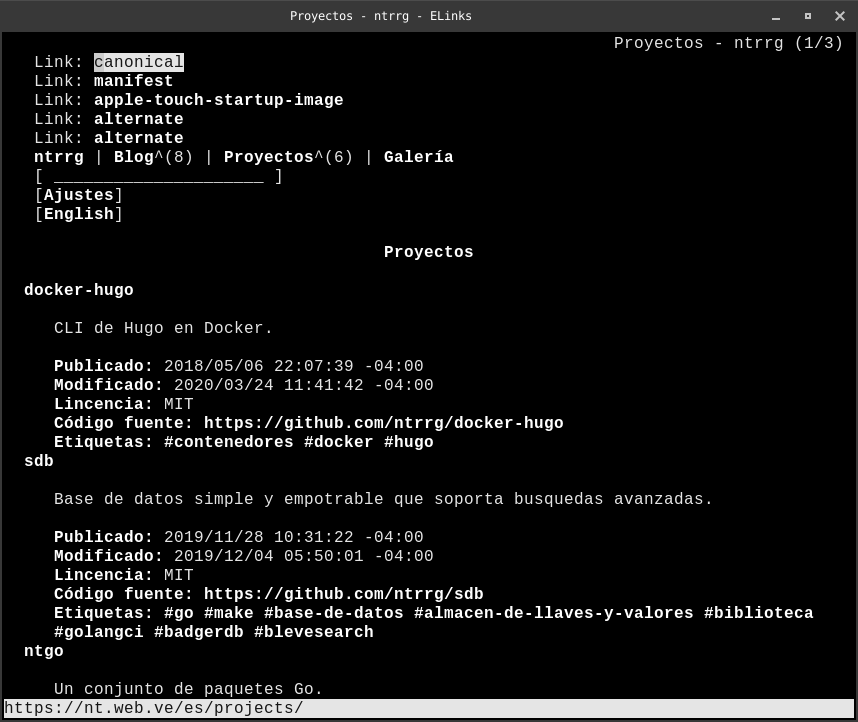 Proyectos - ntrrg - ELinks
Proyectos - ntrrg (1/3)
Link: canonical
Link: manifest
Link: apple-touch-startup-image
Link: alternate
Link: alternate
ntrrg | Blog^(8) | Proyectos^(6) | Galería
[ _____________________ ]
[Ajustes]
[English]
Proyectos
docker-hugo
CLI de Hugo en Docker.
Publicado: 2018/05/06 22:07:39 -04:00
Modificado: 2020/03/24 11:41:42 -04:00
Lincencia: MIT
Código fuente: https://github.com/ntrrg/docker-hugo
Etiquetas: #contenedores #docker #hugo
sdb
Base de datos simple y empotrable que soporta busquedas avanzadas.
Publicado: 2019/11/28 10:31:22 -04:00
Modificado: 2019/12/04 05:50:01 -04:00
Lincencia: MIT
Código fuente: https://github.com/ntrrg/sdb
Etiquetas: #go #make #base-de-datos #almacen-de-llaves-y-valores #biblioteca
#golangci #badgerdb #blevesearch
ntgo
Un conjunto de paquetes Go.
https://nt.web.ve/es/projects/